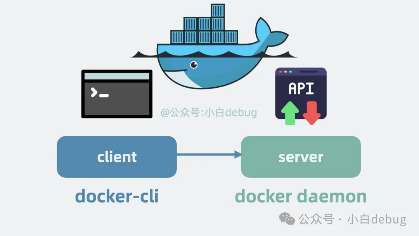 API
@公众号:小白debug
client
server
docker-cli
docker daemon
公众号 · 小白debug